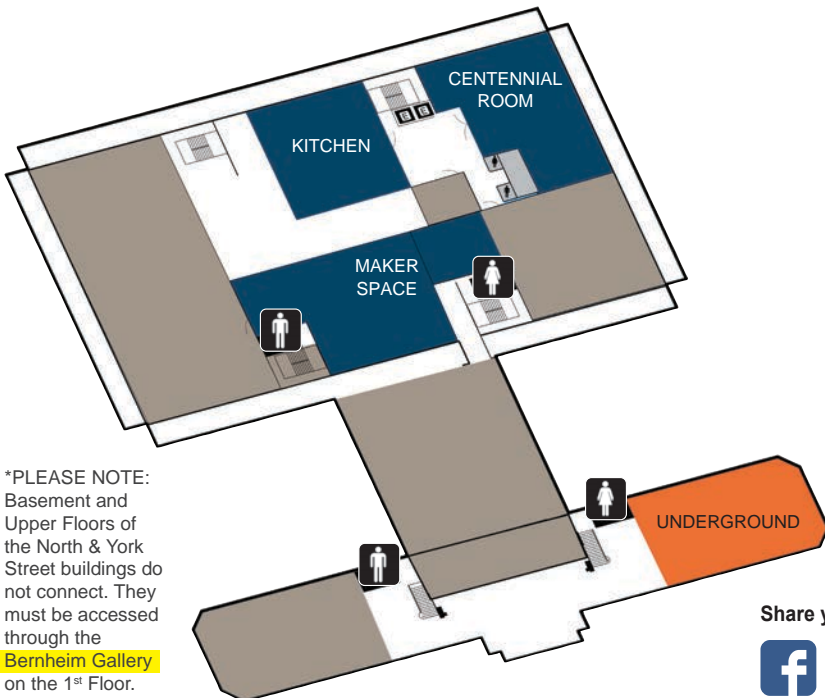 CENTENNIAL
ROOM
KITCHEN
E E
MAKER
SPACE
*PLEASE NOTE:
Basement and
Upper Floors of
the North & York
Street buildings do
not connect. They
must be accessed
through the
Bernheim Gallery
on the 1st Floor.
UNDERGROUND
Share y
f